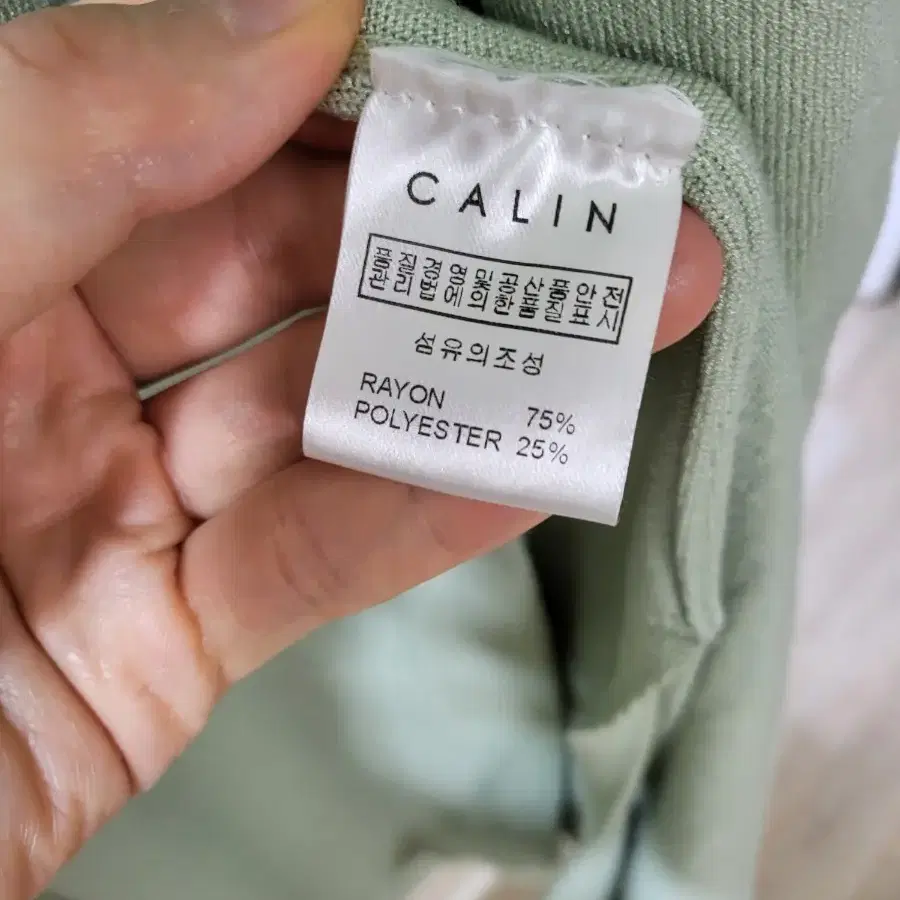 CALIN
품질경영및공산품안전
관리법에의한품질표시
섬유의조성
RAYON 75%
POLYESTER 25%